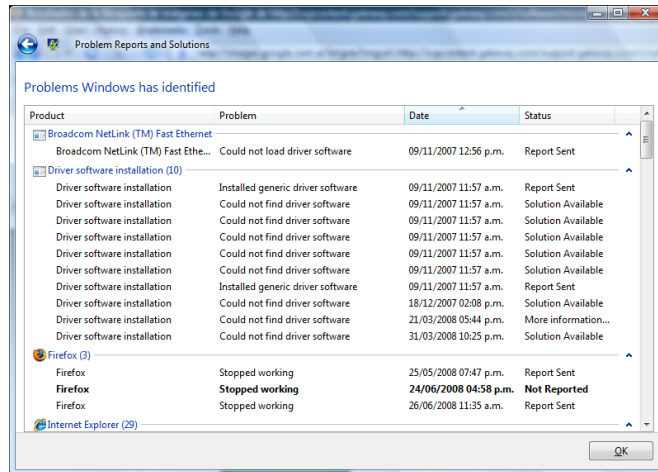 Problem Reports and Solutions
Problems Windows has identified
Product Problem Date Status
Broadcom NetLink (TM) Fast Ethernet
Broadcom NetLink (TM) Fast Ethe... Could not load driver software 09/11/2007 12:56 p.m. Report Sent
Driver software installation (10)
Driver software installation Installed generic driver software 09/11/2007 11:57 a.m. Report Sent
Driver software installation Could not find driver software 09/11/2007 11:57 a.m. Solution Available
Driver software installation Could not find driver software 09/11/2007 11:57 a.m. Solution Available
Driver software installation Could not find driver software 09/11/2007 11:57 a.m. Solution Available
Driver software installation Could not find driver software 09/11/2007 11:57 a.m. Solution Available
Driver software installation Could not find driver software 09/11/2007 11:57 a.m. Solution Available
Driver software installation Installed generic driver software 09/11/2007 11:57 a.m. Report Sent
Driver software installation Could not find driver software 18/12/2007 02:08 p.m. Solution Available
Driver software installation Could not find driver software 21/03/2008 05:44 p.m. More information...
Driver software installation Could not find driver software 31/03/2008 10:25 p.m. Solution Available
Firefox (3)
Firefox Stopped working 25/05/2008 07:47 p.m. Report Sent
Firefox Stopped working 24/06/2008 04:58 p.m. Not Reported
Firefox Stopped working 26/06/2008 11:35 a.m. Report Sent
Internet Explorer (29)
OK